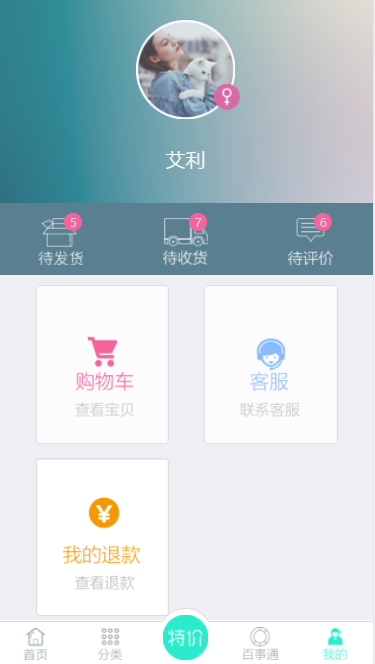 艾利
5 7 6
待发货 待收货 待评价
购物车 客服
查看宝贝 联系客服
¥
我的退款
查看退款
特价
首页 分类 百事通 我的